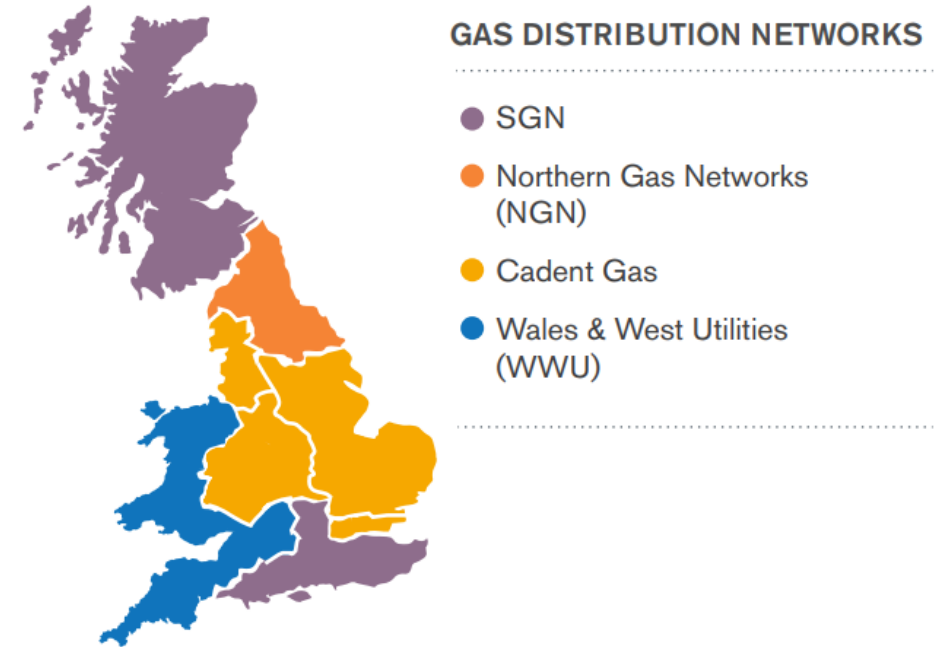 GAS DISTRIBUTION NETWORKS
SGN
Northern Gas Networks
(NGN)
Cadent Gas
Wales & West Utilities
(WWU)